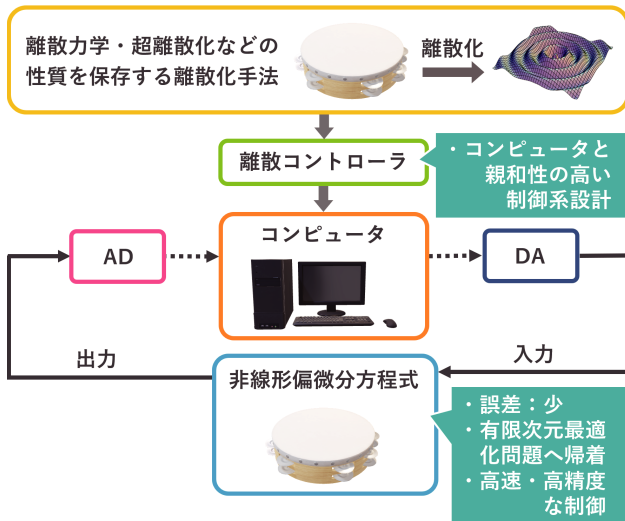 離散力学・超離散化などの
性質を保存する離散化手法
離散化
離散コントローラ
・コンピュータと
親和性の高い
制御系設計
コンピュータ
AD
DA
出力
入力
非線形偏微分方程式
・誤差：少
・有限次元最適
化問題へ帰着
・高速・高精度
な制御